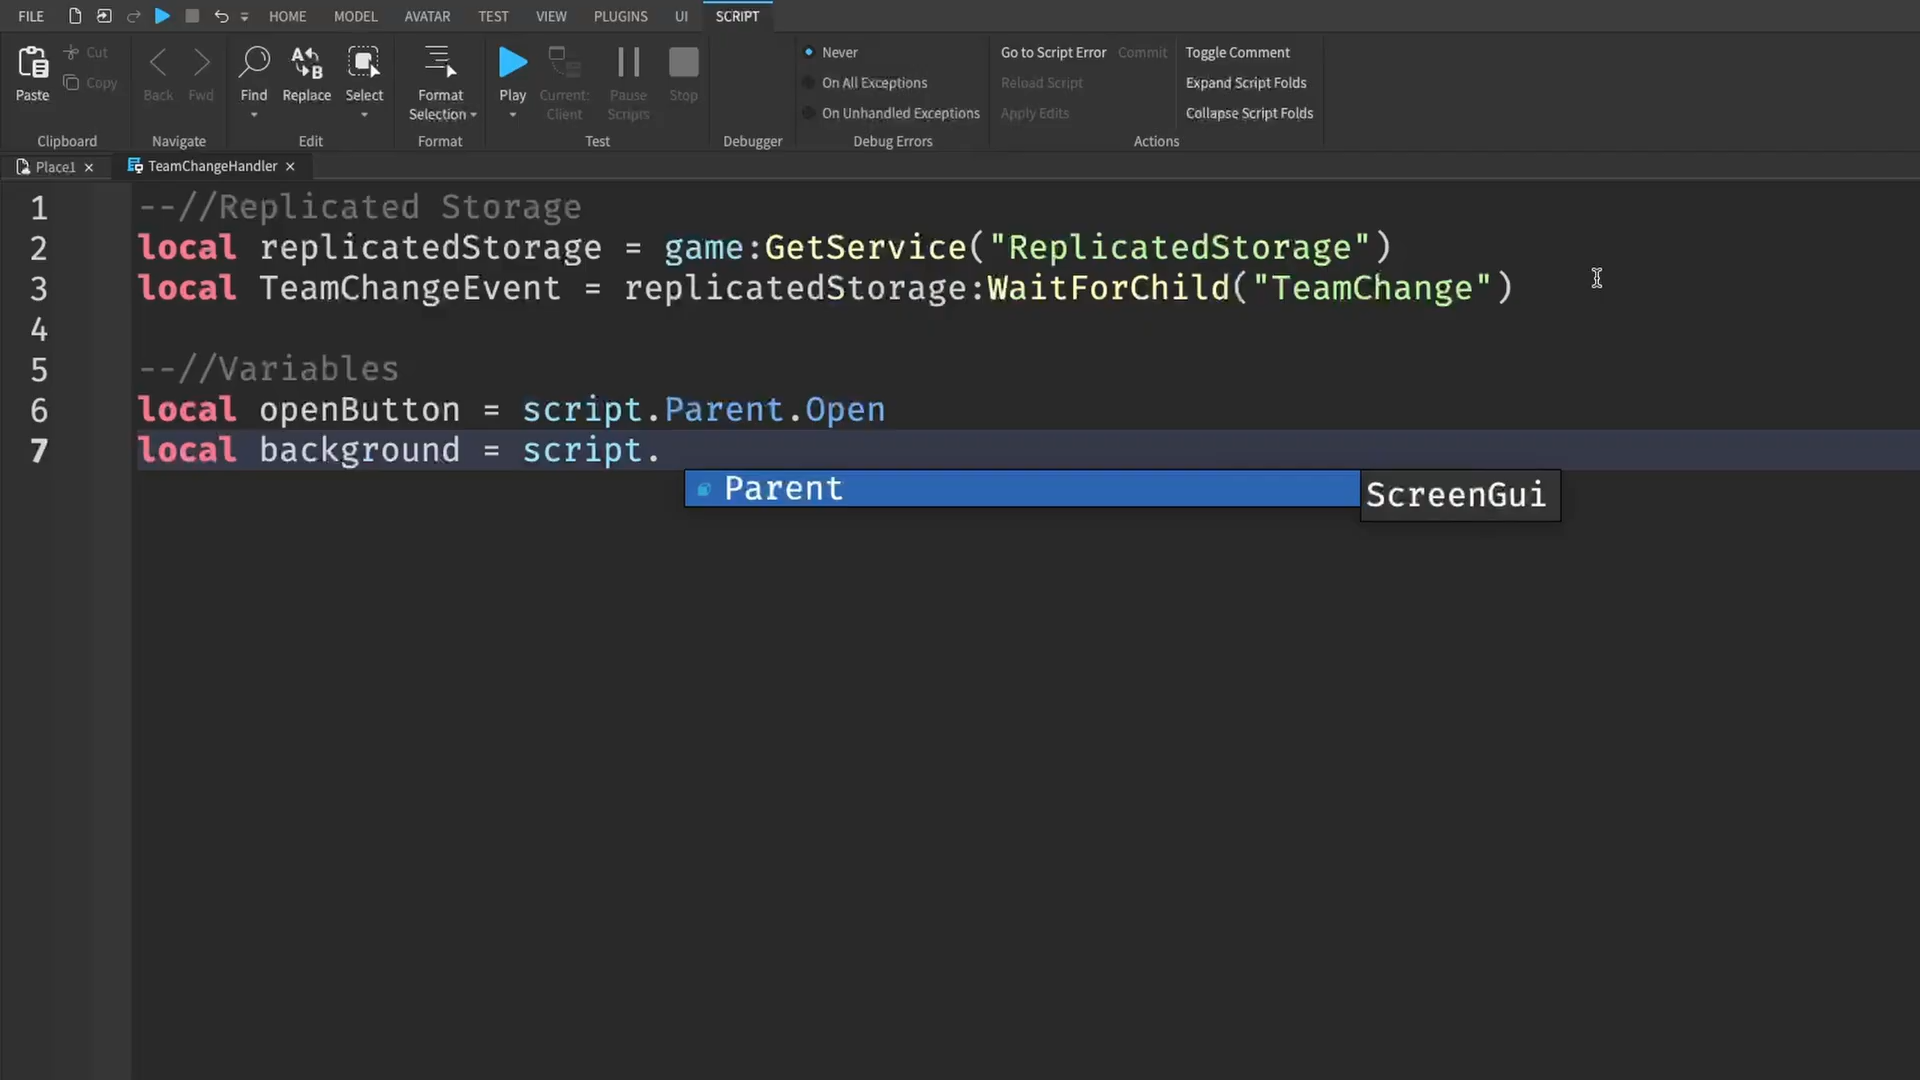 FILE HOME MODEL AVATAR TEST VIEW PLUGINS UI SCRIPT
Paste Cut Copy
Clipboard
Back Fwd
Navigate
Find Replace Select
Edit
Format Selection
Format
Play Current: Client Pause Scripts Stop
Test
Debugger
Never
On All Exceptions
On Unhandled Exceptions
Debug Errors
Go to Script Error Commit Toggle Comment
Reload Script Expand Script Folds
Apply Edits Collapse Script Folds
Actions
Place1 × TeamChangeHandler ×
1 --//Replicated Storage
2 local replicatedStorage = game:GetService("ReplicatedStorage")
3 local TeamChangeEvent = replicatedStorage:WaitForChild("TeamChange")
4
5 --//Variables
6 local openButton = script.Parent.Open
7 local background = script.
Parent ScreenGui